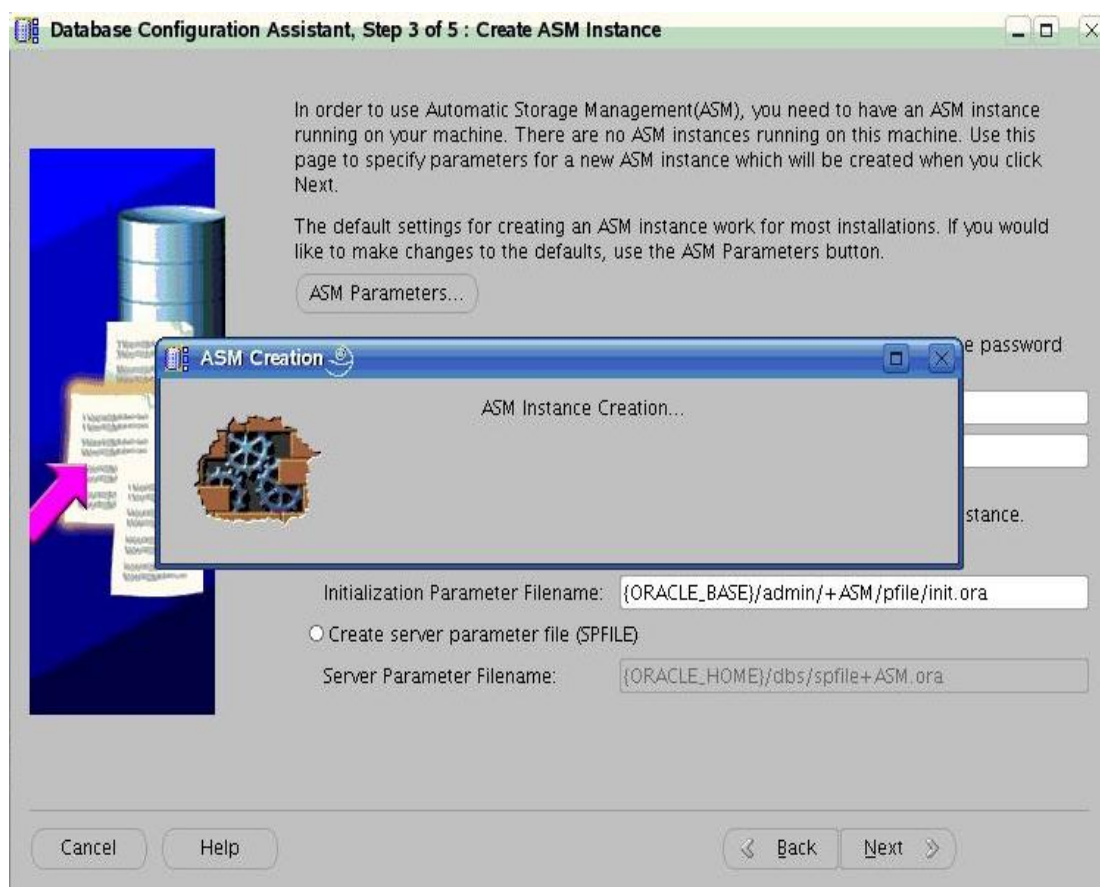 Database Configuration Assistant, Step 3 of 5 : Create ASM Instance
In order to use Automatic Storage Management(ASM), you need to have an ASM instance
running on your machine. There are no ASM instances running on this machine. Use this
page to specify parameters for a new ASM instance which will be created when you click
Next.
The default settings for creating an ASM instance work for most installations. If you would
like to make changes to the defaults, use the ASM Parameters button.
ASM Parameters...
e password
ASM Creation
ASM Instance Creation...
stance.
Initialization Parameter Filename: {ORACLE_BASE}/admin/+ASM/pfile/init.ora
Create server parameter file (SPFILE)
Server Parameter Filename: {ORACLE_HOME}/dbs/spfile+ASM.ora
Cancel Help Back Next